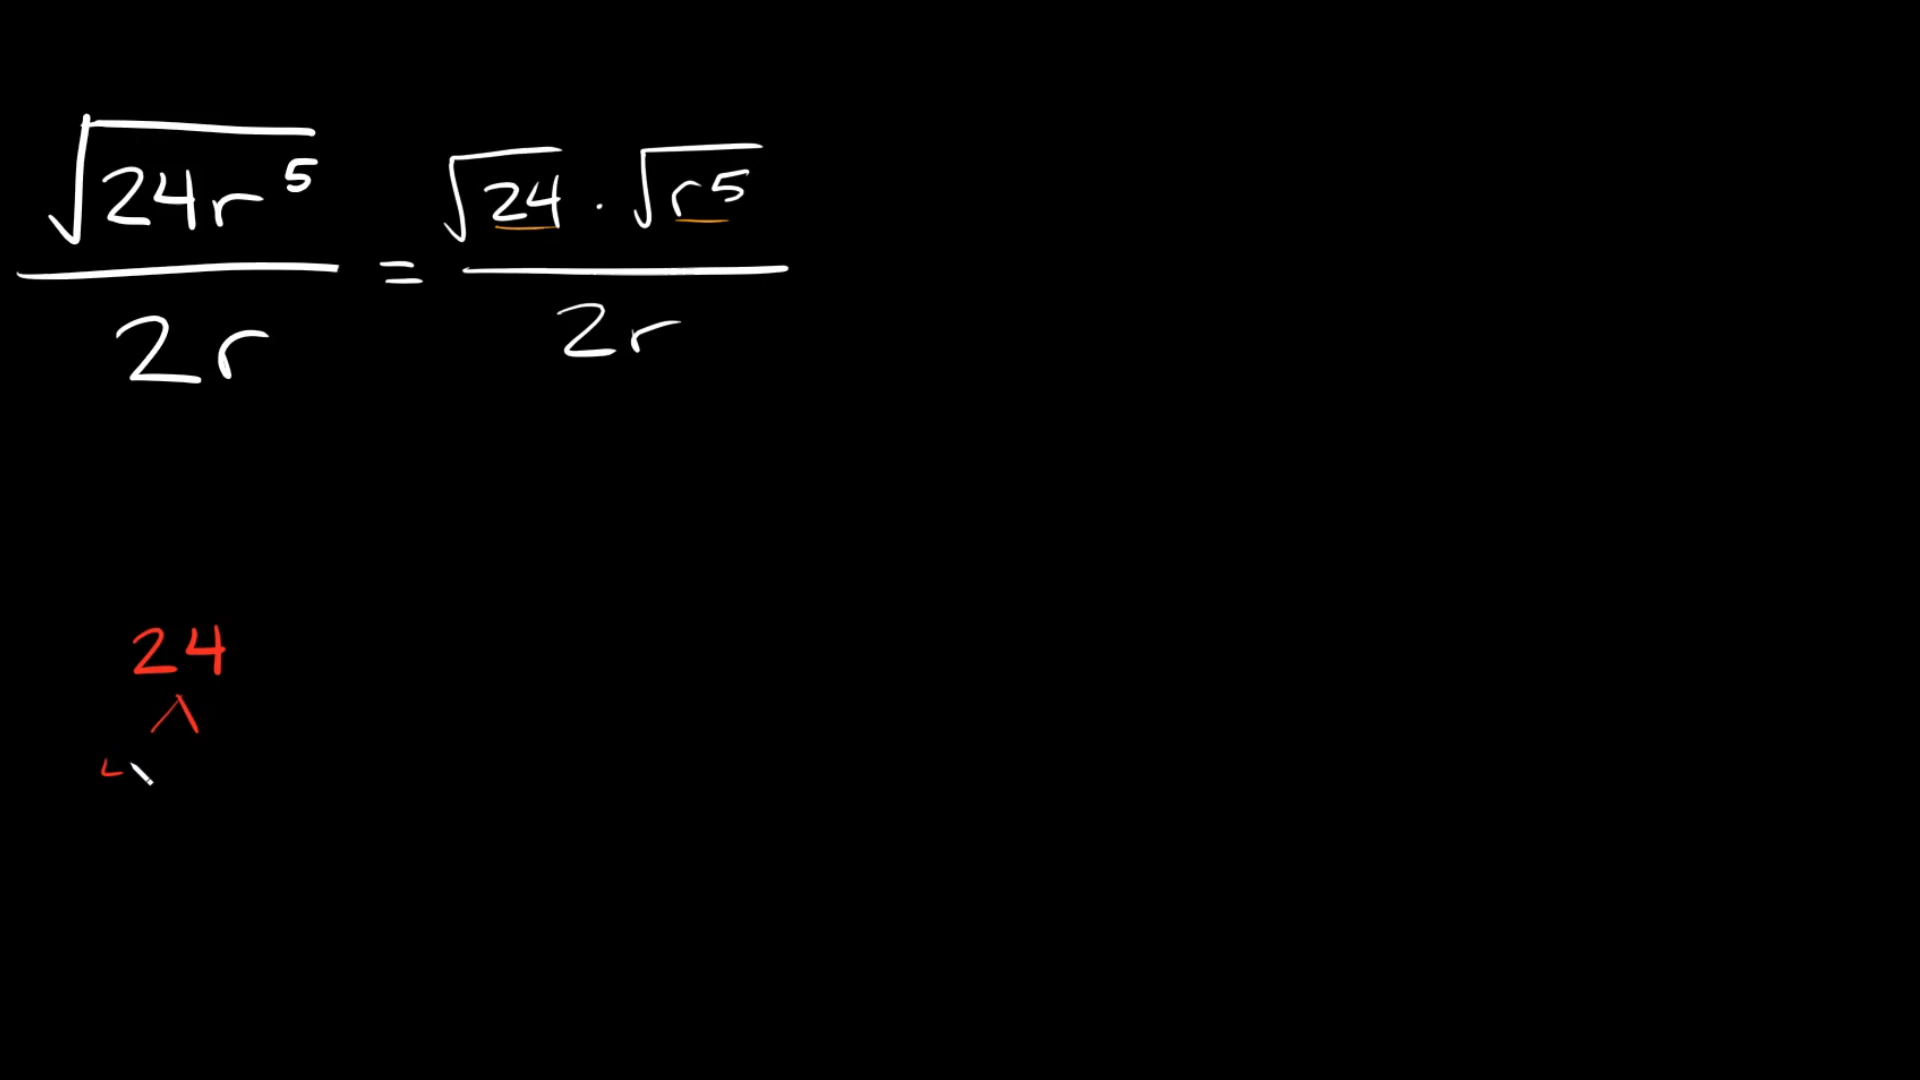 √(24r⁵) / 2r = √24 · √r⁵ / 2r
24